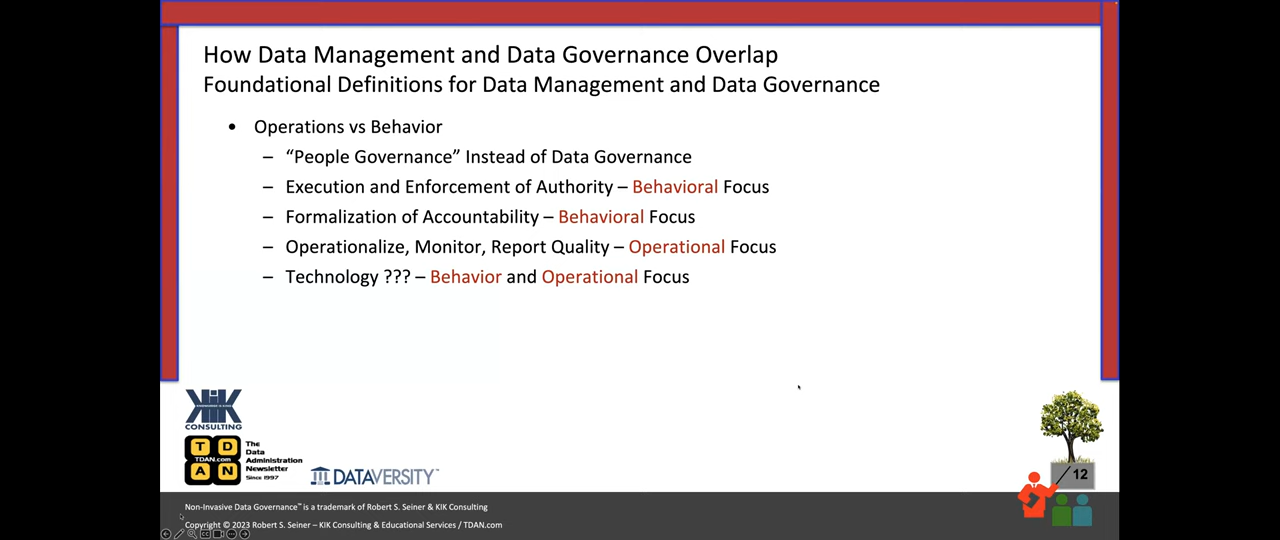 How Data Management and Data Governance Overlap
Foundational Definitions for Data Management and Data Governance
• Operations vs Behavior
– “People Governance” Instead of Data Governance
– Execution and Enforcement of Authority – Behavioral Focus
– Formalization of Accountability – Behavioral Focus
– Operationalize, Monitor, Report Quality – Operational Focus
– Technology ??? – Behavior and Operational Focus
KIK
CONSULTING
T D
TDAN.com
A N
The
Data
Administration
Newsletter
Since 1997
DATAVERSITY™
12
Non-Invasive Data Governance™ is a trademark of Robert S. Seiner & KIK Consulting
Copyright © 2023 Robert S. Seiner – KIK Consulting & Educational Services / TDAN.com